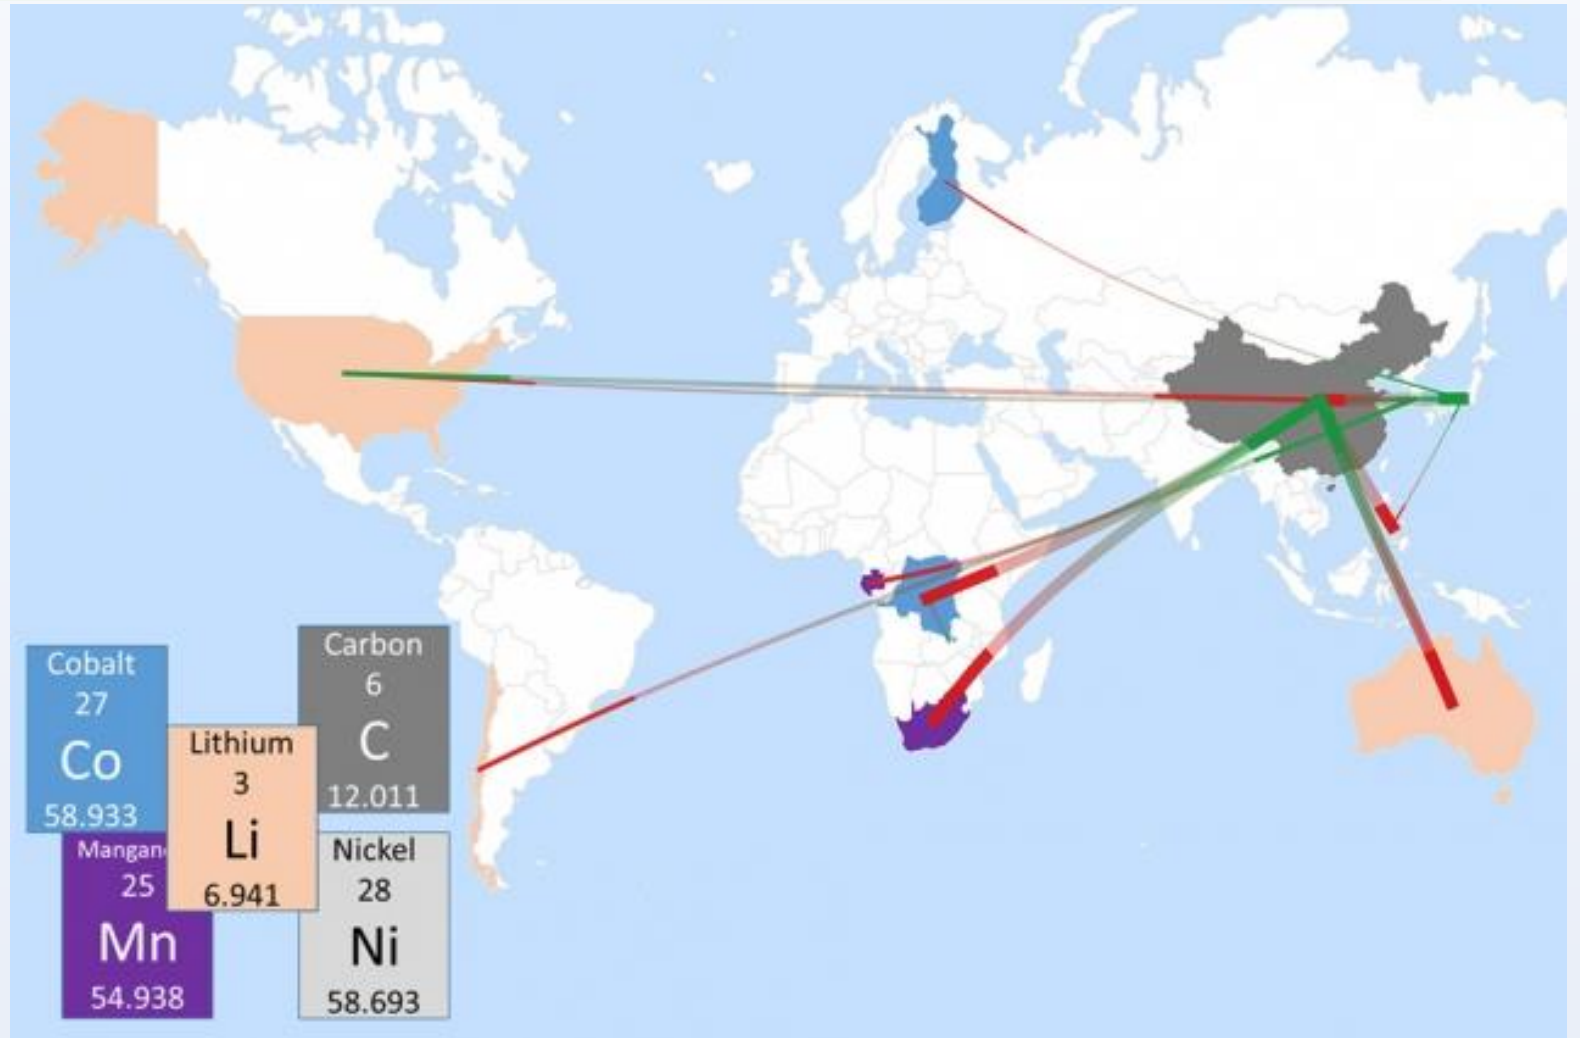 Cobalt
27
Co
58.933
Carbon
6
C
12.011
Lithium
3
Li
6.941
Mangan
25
Mn
54.938
Nickel
28
Ni
58.693